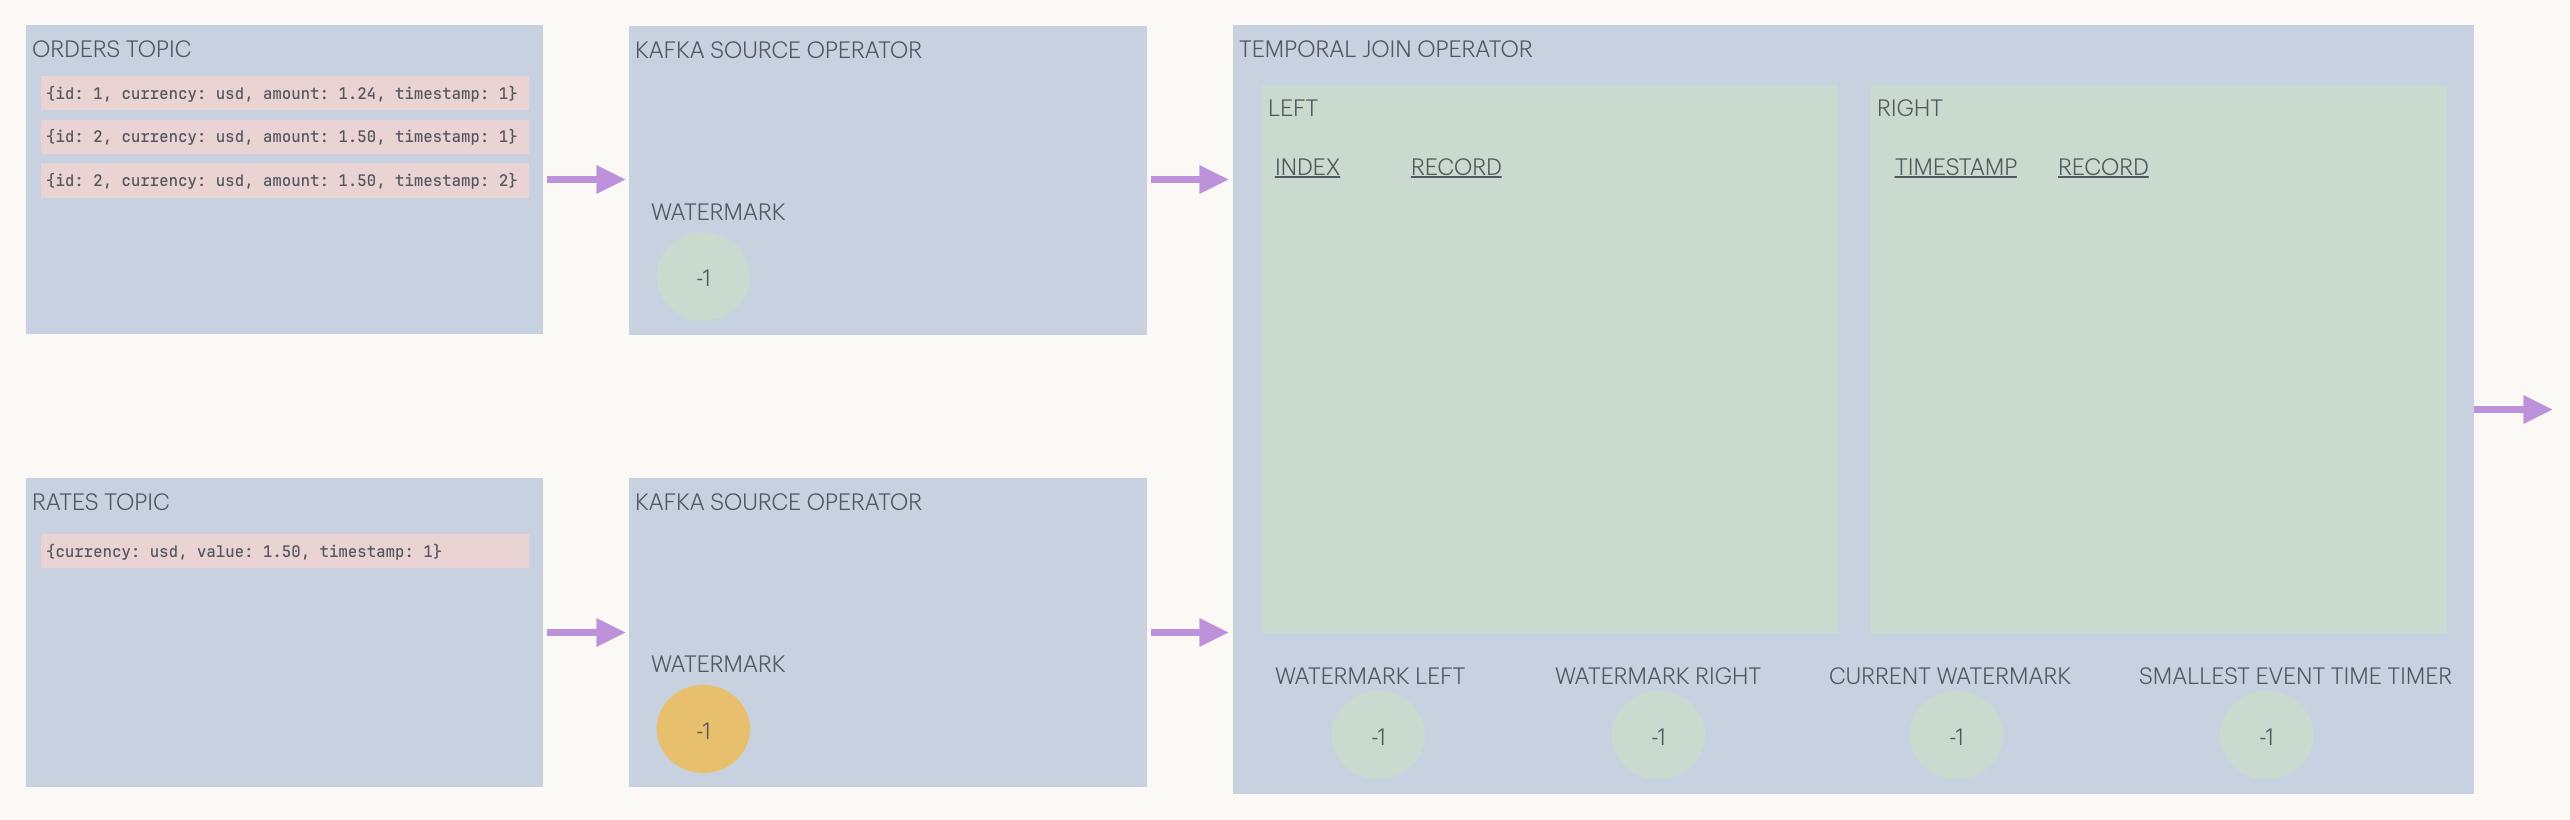 ORDERS TOPIC
{id: 1, currency: usd, amount: 1.24, timestamp: 1}
{id: 2, currency: usd, amount: 1.50, timestamp: 1}
{id: 2, currency: usd, amount: 1.50, timestamp: 2}
KAFKA SOURCE OPERATOR
WATERMARK
-1
RATES TOPIC
{currency: usd, value: 1.50, timestamp: 1}
KAFKA SOURCE OPERATOR
WATERMARK
-1
TEMPORAL JOIN OPERATOR
LEFT
INDEX RECORD
RIGHT
TIMESTAMP RECORD
WATERMARK LEFT
-1
WATERMARK RIGHT
-1
CURRENT WATERMARK
-1
SMALLEST EVENT TIME TIMER
-1